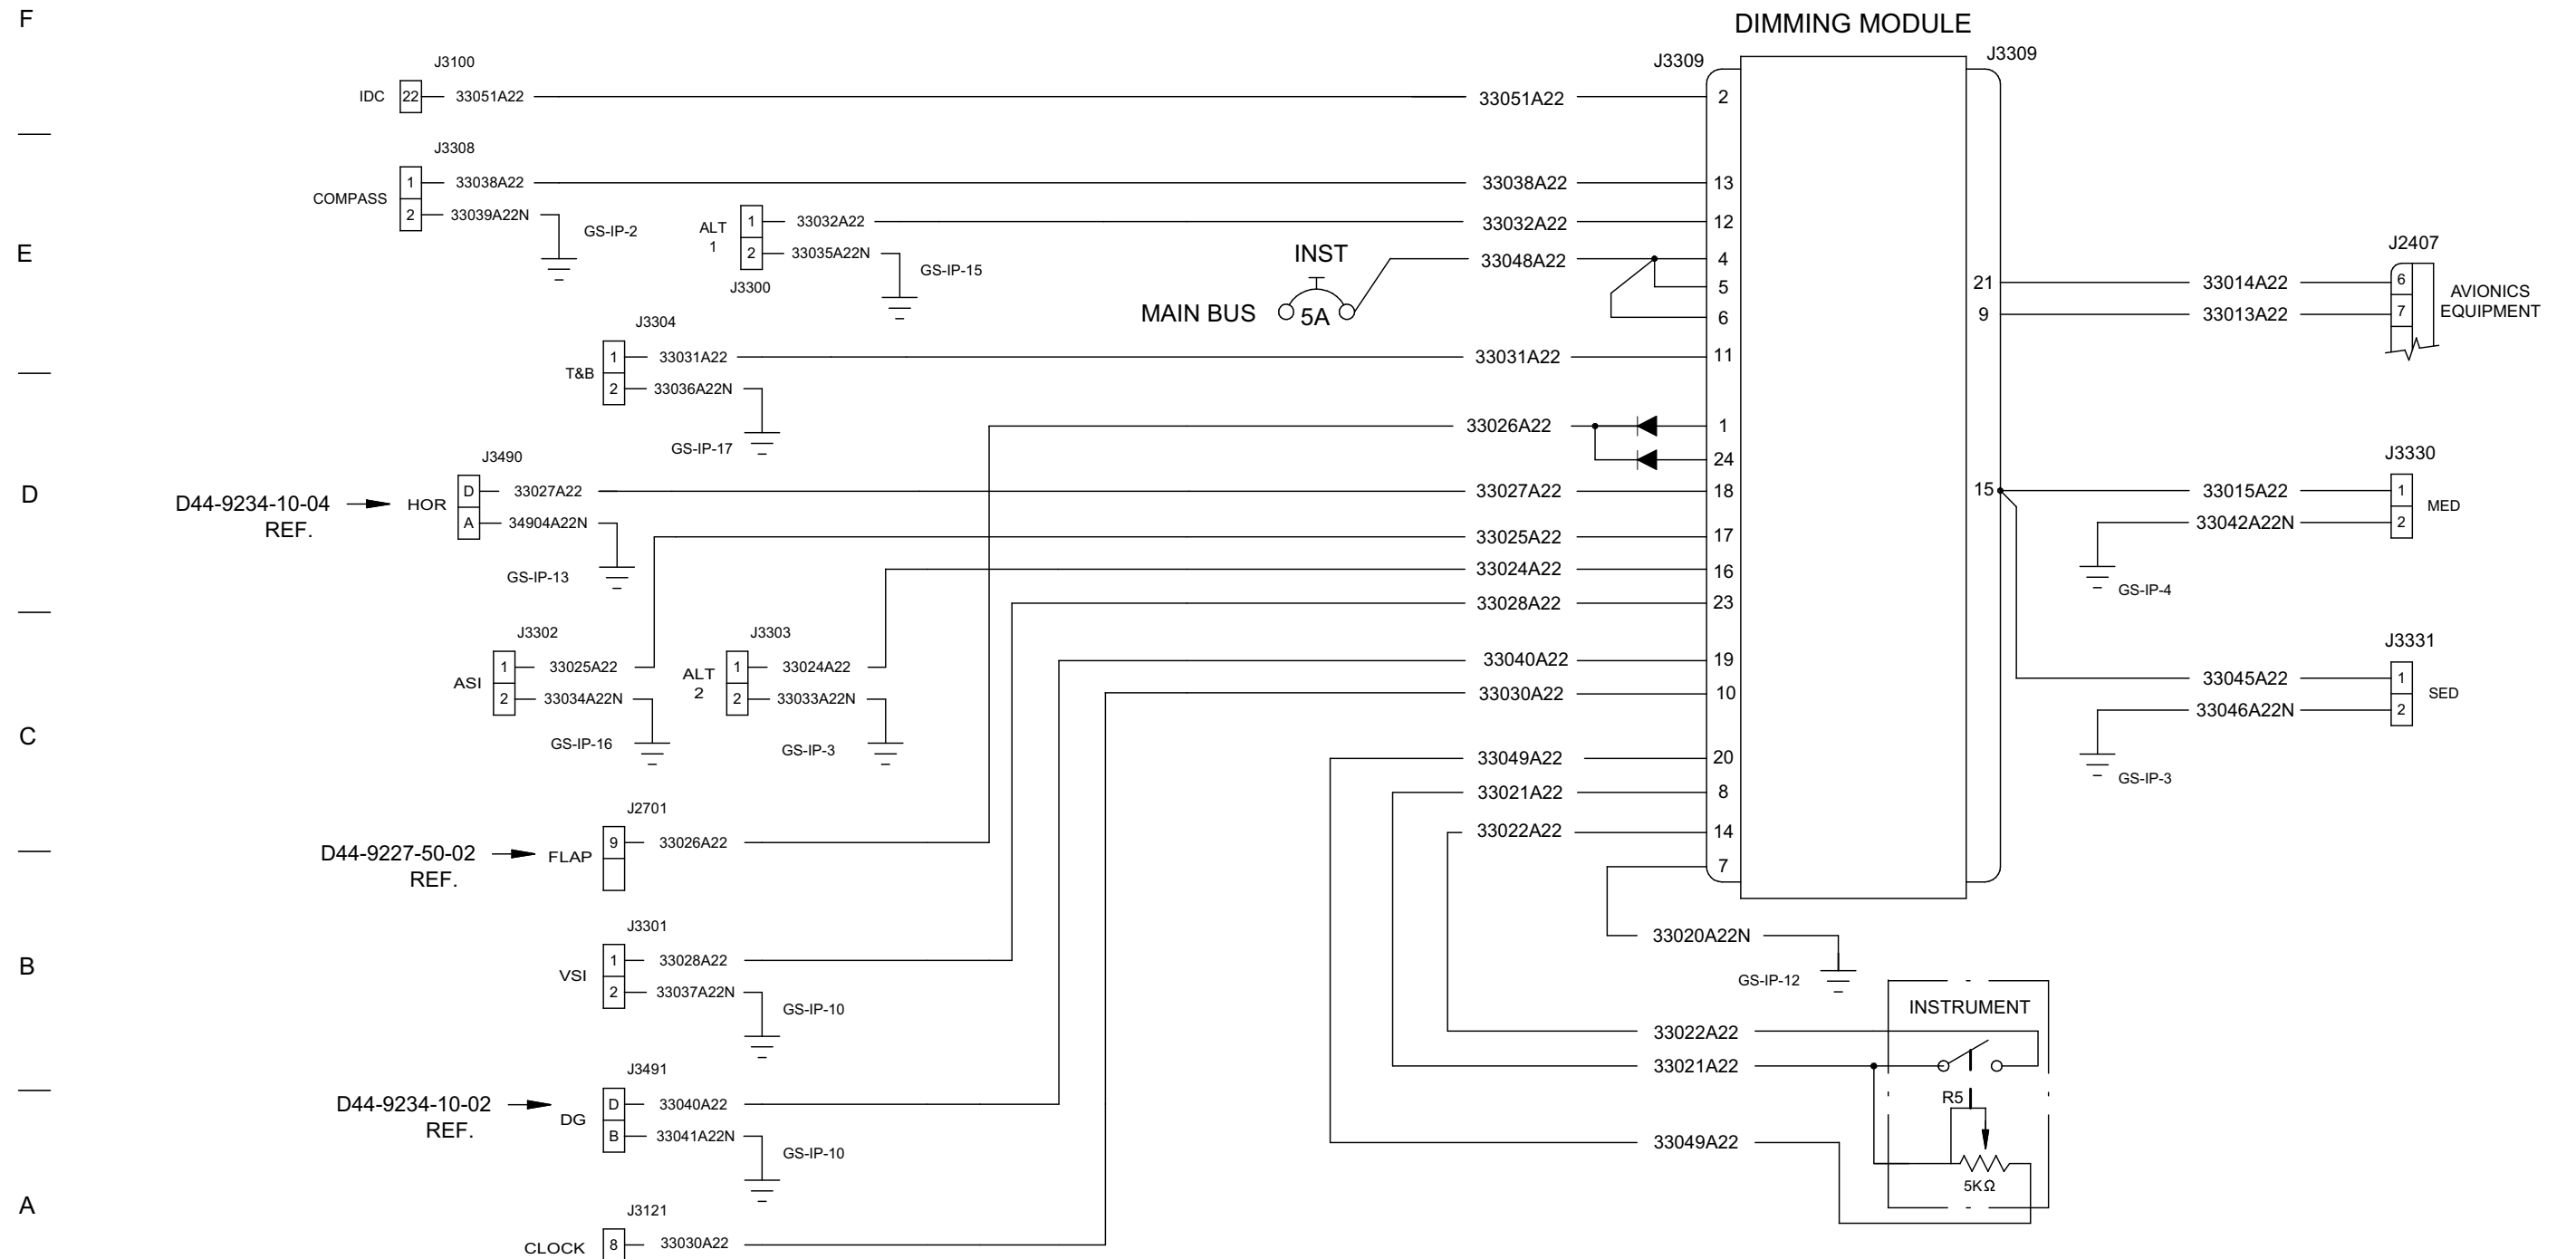 F
DIMMING MODULE
J3309
J3309
J3100
IDC 22 33051A22 33051A22 2
J3308
COMPASS
1 33038A22 33038A22 13
2 33039A22N
GS-IP-2
ALT
1
1 33032A22 33032A22 12
2 33035A22N
GS-IP-15
J3300
E
INST
MAIN BUS
5A
33048A22 4
5
6
J2407
21 33014A22 6
9 33013A22 7
AVIONICS
EQUIPMENT
J3304
T&B
1 33031A22 33031A22 11
2 33036A22N
GS-IP-17
33026A22 1
24
J3490
D
D44-9234-10-04
REF.
HOR
D 33027A22 33027A22 18
A 34904A22N
GS-IP-13
J3330
15 33015A22 1
33042A22N 2
MED
GS-IP-4
33025A22 17
33024A22 16
33028A22 23
J3302
ASI
1 33025A22
2 33034A22N
GS-IP-16
J3303
ALT
2
1 33024A22
2 33033A22N
GS-IP-3
33040A22 19
33030A22 10
J3331
33045A22 1
33046A22N 2
SED
GS-IP-3
C
33049A22 20
33021A22 8
33022A22 14
7
J2701
D44-9227-50-02
REF.
FLAP
9 33026A22
33020A22N
GS-IP-12
B
J3301
VSI
1 33028A22
2 33037A22N
GS-IP-10
INSTRUMENT
33022A22
33021A22
R5
33049A22
5KΩ
J3491
D44-9234-10-02
REF.
DG
D 33040A22
B 33041A22N
GS-IP-10
A
J3121
CLOCK 8 33030A22